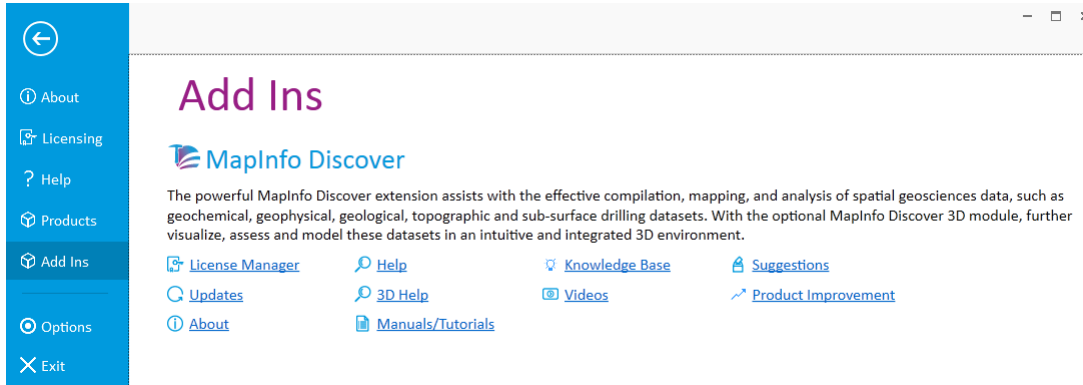 About
Licensing
? Help
Products
Add Ins
Options
Exit
Add Ins
MapInfo Discover
The powerful MapInfo Discover extension assists with the effective compilation, mapping, and analysis of spatial geosciences data, such as
geochemical, geophysical, geological, topographic and sub-surface drilling datasets. With the optional MapInfo Discover 3D module, further
visualize, assess and model these datasets in an intuitive and integrated 3D environment.
License Manager Help Knowledge Base Suggestions
Updates 3D Help Videos Product Improvement
About Manuals/Tutorials